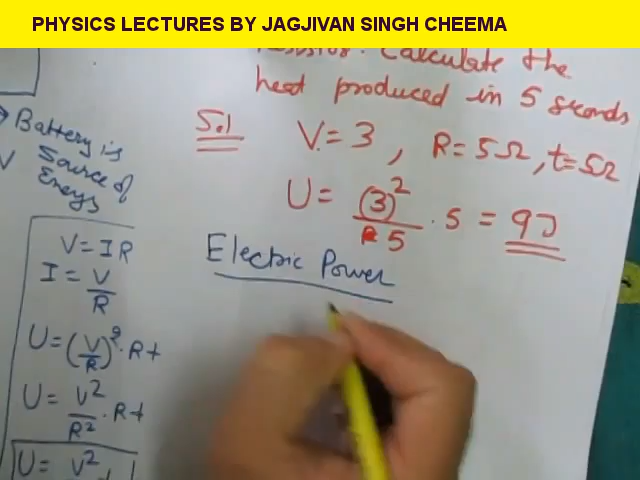 PHYSICS LECTURES BY JAGJIVAN SINGH CHEEMA
Calculate the
heat produced in 5 seconds
Sol V = 3 , R = 5Ω , t = 5Ω
U = (3)² / 5 · 5 = 9J
Electric Power
Battery is
Source of
Energy
V = IR
I = V/R
U = (V/R)² · Rt
U = V²/R² · Rt
U = V²